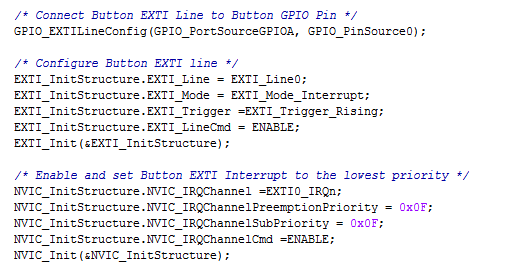 /* Connect Button EXTI Line to Button GPIO Pin */
GPIO_EXTILineConfig(GPIO_PortSourceGPIOA, GPIO_PinSource0);
/* Configure Button EXTI line */
EXTI_InitStructure.EXTI_Line = EXTI_Line0;
EXTI_InitStructure.EXTI_Mode = EXTI_Mode_Interrupt;
EXTI_InitStructure.EXTI_Trigger =EXTI_Trigger_Rising;
EXTI_InitStructure.EXTI_LineCmd = ENABLE;
EXTI_Init(&EXTI_InitStructure);
/* Enable and set Button EXTI Interrupt to the lowest priority */
NVIC_InitStructure.NVIC_IRQChannel =EXTI0_IRQn;
NVIC_InitStructure.NVIC_IRQChannelPreemptionPriority = 0x0F;
NVIC_InitStructure.NVIC_IRQChannelSubPriority = 0x0F;
NVIC_InitStructure.NVIC_IRQChannelCmd =ENABLE;
NVIC_Init(&NVIC_InitStructure);